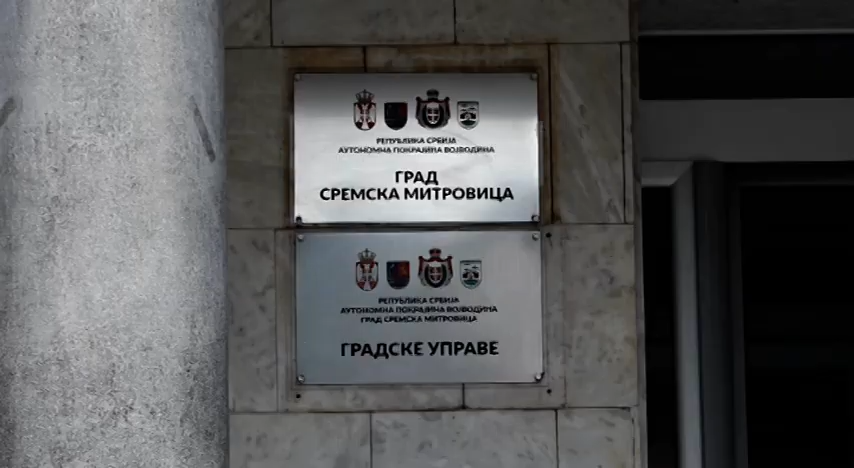 РЕПУБЛИКА СРБИЈА
АУТОНОМНА ПОКРАЈИНА ВОЈВОДИНА
ГРАД
СРЕМСКА МИТРОВИЦА
РЕПУБЛИКА СРБИЈА
АУТОНОМНА ПОКРАЈИНА ВОЈВОДИНА
ГРАД СРЕМСКА МИТРОВИЦА
ГРАДСКЕ УПРАВЕ